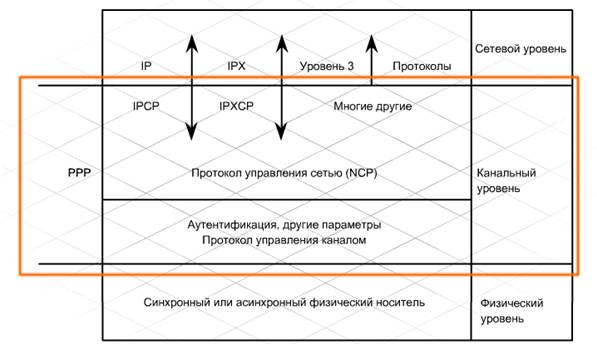 Сетевой уровень
IP IPX Уровень 3 Протоколы
IPCP IPXCP Многие другие
PPP Протокол управления сетью (NCP) Канальный
уровень
Аутентификация, другие параметры
Протокол управления каналом
Синхронный или асинхронный физический носитель Физический
уровень